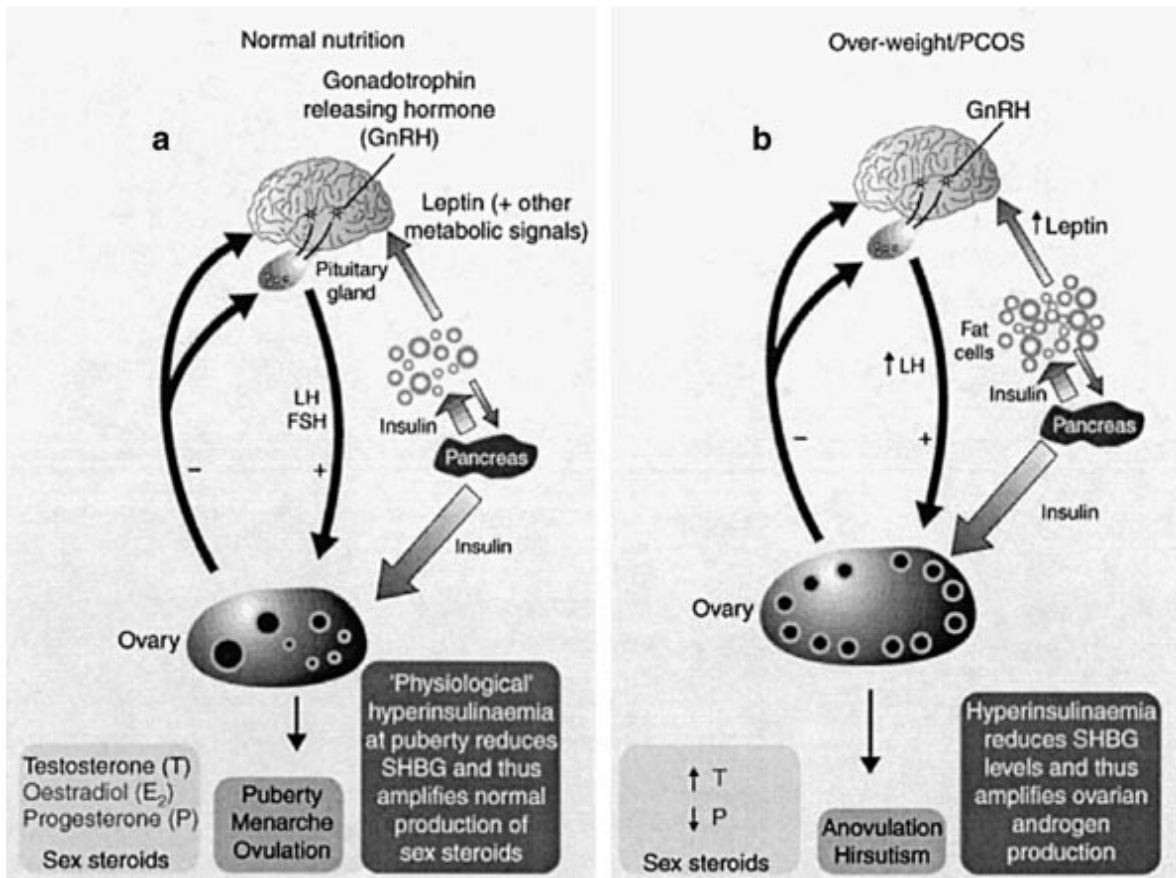 Normal nutrition
Gonadotrophin
releasing hormone
(GnRH)
a
Leptin (+ other
metabolic signals)
Pituitary
gland
LH
FSH
Insulin
Pancreas
−
+
Insulin
Ovary
'Physiological'
hyperinsulinaemia
at puberty reduces
SHBG and thus
amplifies normal
production of
sex steroids
Testosterone (T)
Oestradiol (E₂)
Progesterone (P)
Sex steroids
Puberty
Menarche
Ovulation
Over-weight/PCOS
GnRH
b
↑ Leptin
Fat
cells
↑ LH
Insulin
Pancreas
−
+
Insulin
Ovary
↑ T
↓ P
Sex steroids
Anovulation
Hirsutism
Hyperinsulinaemia
reduces SHBG
levels and thus
amplifies ovarian
androgen
production